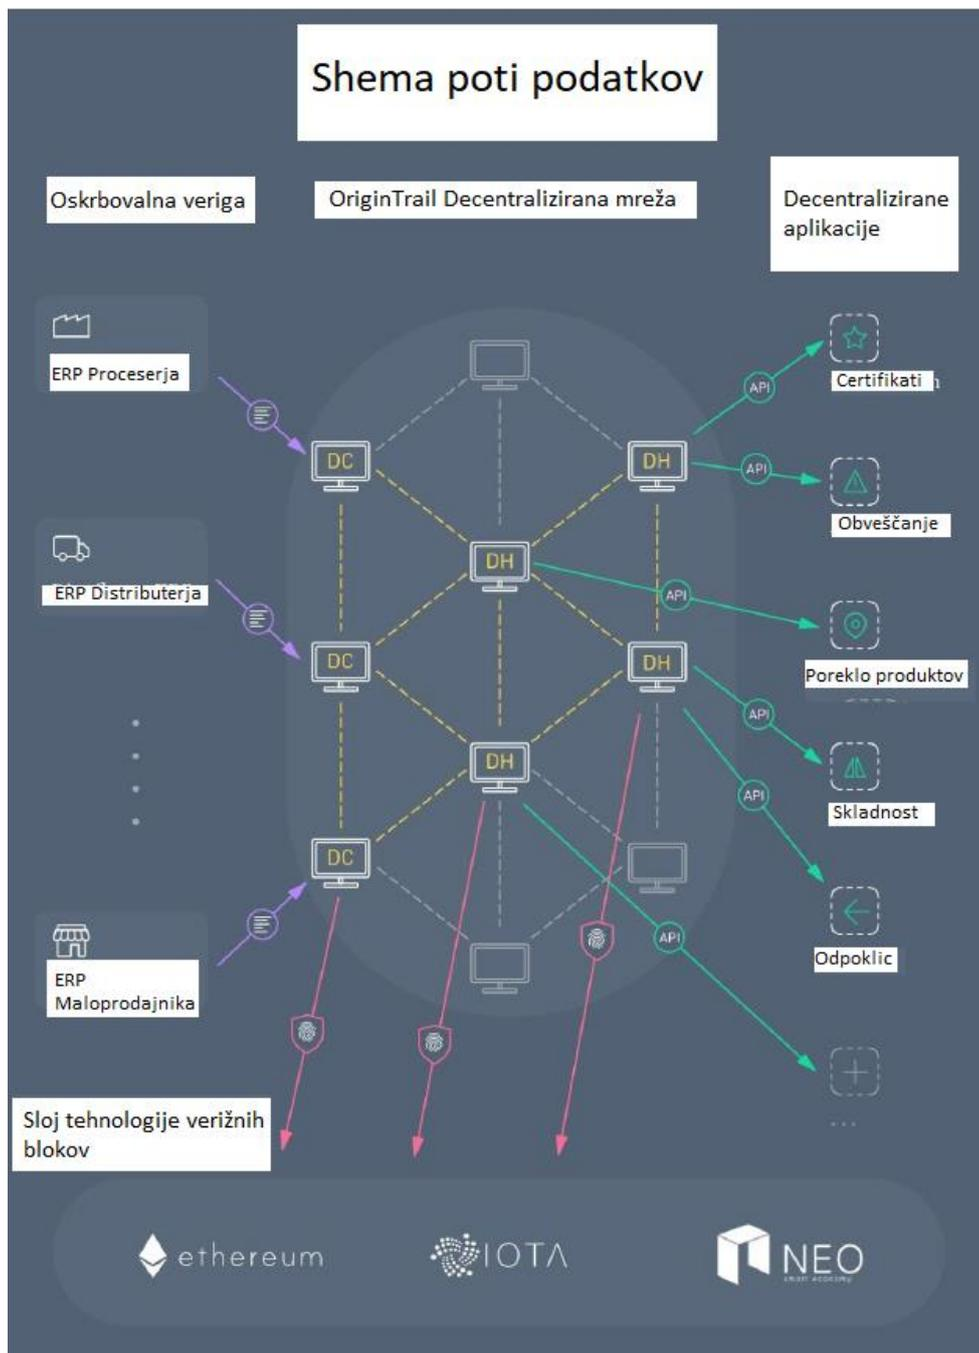 Shema poti podatkov
Oskrbovalna veriga
OriginTrail Decentralizirana mreža
Decentralizirane
aplikacije
ERP Proceserja
ERP Distributerja
ERP
Maloprodajnika
DC
DH
DH
DC
DH
DH
DC
API
API
API
API
API
API
Certifikati
Obveščanje
Poreklo produktov
Skladnost
Odpoklic
...
Sloj tehnologije verižnih
blokov
ethereum
IOTA
NEO
smart economy